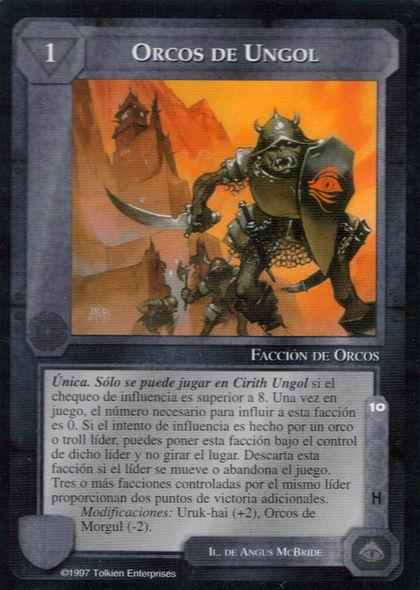 1
ORCOS DE UNGOL
FACCIÓN DE ORCOS
Única. Sólo se puede jugar en Cirith Ungol si el
chequeo de influencia es superior a 8. Una vez en
juego, el número necesario para influir a esta facción
es 0. Si el intento de influencia es hecho por un orco
o troll líder, puedes poner esta facción bajo el control
de dicho líder y no girar el lugar. Descarta esta
facción si el líder se mueve o abandona el juego.
Tres o más facciones controladas por el mismo líder
proporcionan dos puntos de victoria adicionales.
Modificaciones: Uruk-hai (+2), Orcos de
Morgul (-2).
10
H
IL. DE ANGUS MCBRIDE
©1997 Tolkien Enterprises